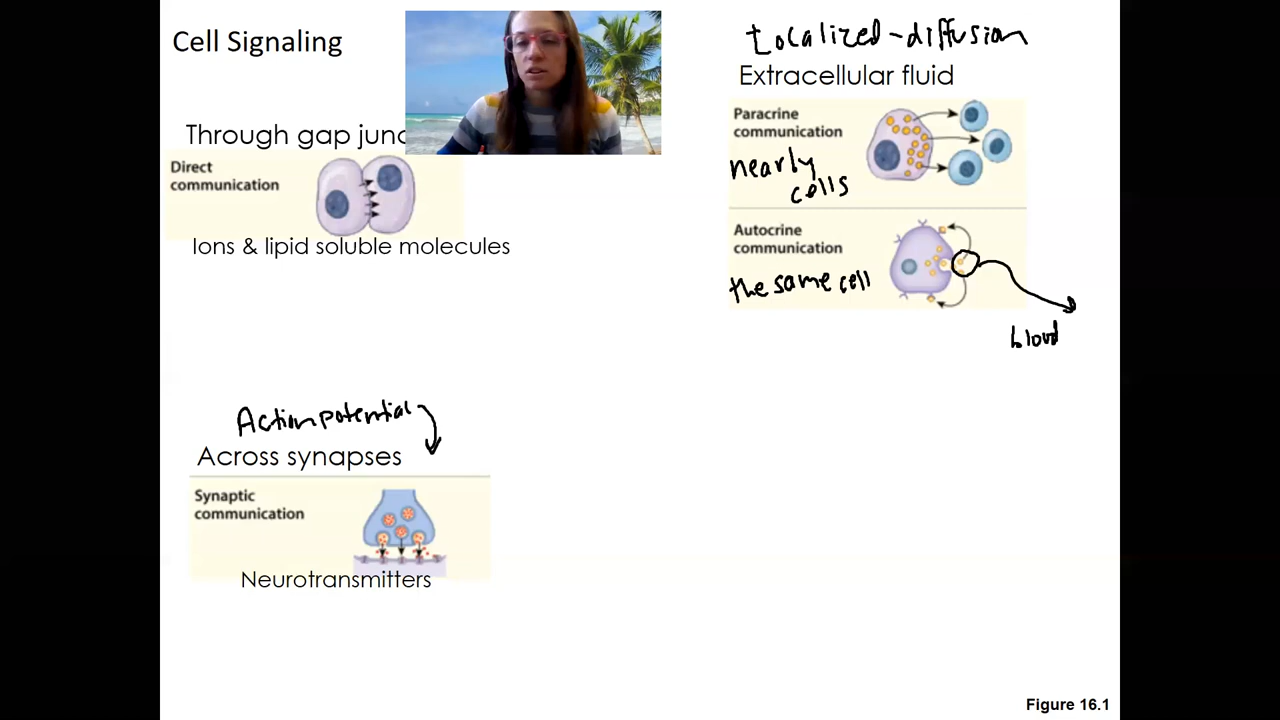 Cell Signaling
Through gap junc
Direct
communication
Ions & lipid soluble molecules
Action potential
Across synapses
Synaptic
communication
Neurotransmitters
Localized - diffusion
Extracellular fluid
Paracrine
communication
nearly
cells
Autocrine
communication
the same cell
blood
Figure 16.1